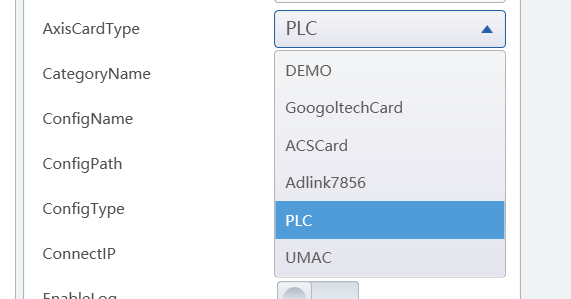 AxisCardType PLC
DEMO
CategoryName
GoogoltechCard
ConfigName
ACSCard
ConfigPath
Adlink7856
ConfigType
PLC
ConnectIP
UMAC
EnableLog